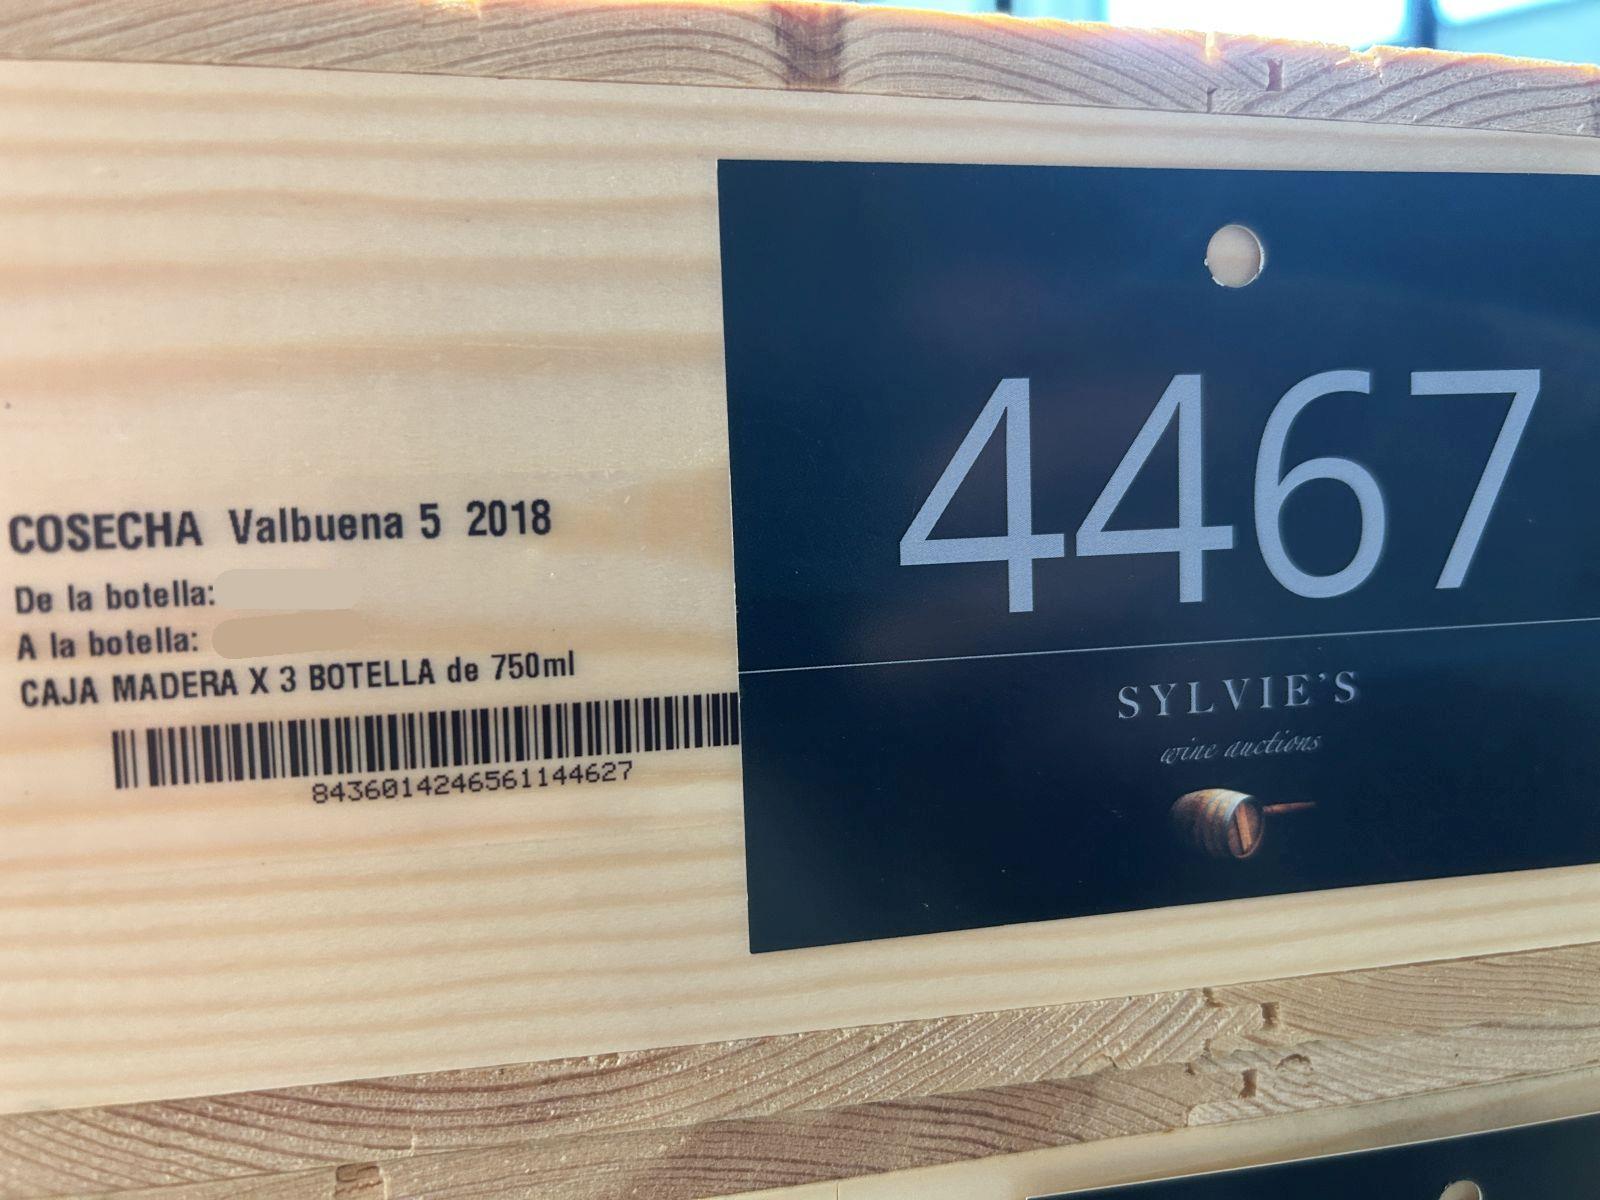 COSECHA Valbuena 5 2018
De la botella:
A la botella:
CAJA MADERA X 3 BOTELLA de 750ml
8436014246561144627
4467
SYLVIE'S
wine auctions